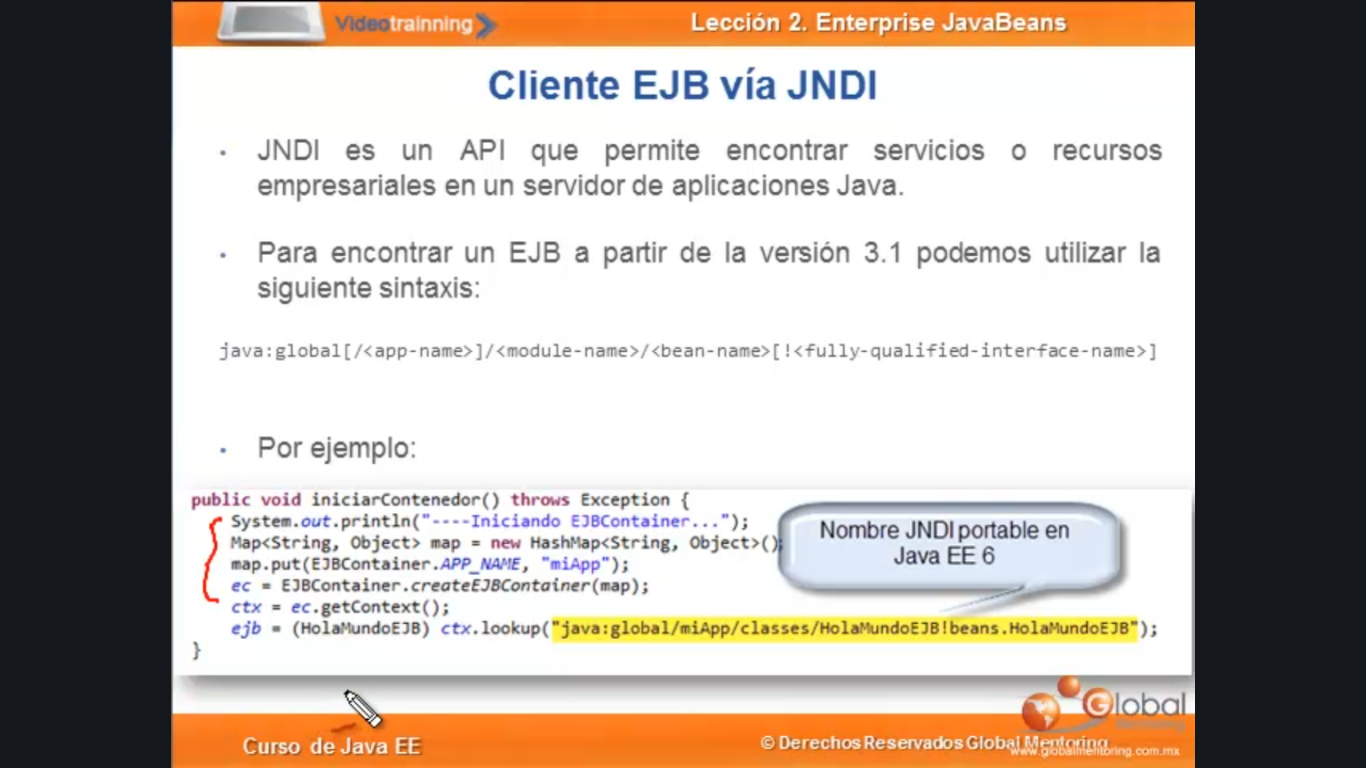 Videotrainning
Lección 2. Enterprise JavaBeans
Cliente EJB vía JNDI
• JNDI es un API que permite encontrar servicios o recursos
empresariales en un servidor de aplicaciones Java.
• Para encontrar un EJB a partir de la versión 3.1 podemos utilizar la
siguiente sintaxis:
java:global[/<app-name>]/<module-name>/<bean-name>[!<fully-qualified-interface-name>]
• Por ejemplo:
public void iniciarContenedor() throws Exception {
System.out.println("----Iniciando EJBContainer...");
Map<String, Object> map = new HashMap<String, Object>();
map.put(EJBContainer.APP_NAME, "miApp");
ec = EJBContainer.createEJBContainer(map);
ctx = ec.getContext();
ejb = (HolaMundoEJB) ctx.lookup("java:global/miApp/classes/HolaMundoEJB!beans.HolaMundoEJB");
}
Nombre JNDI portable en
Java EE 6
Global
Mentoring
Curso de Java EE
© Derechos Reservados Global Mentoring
www.globalmentoring.com.mx